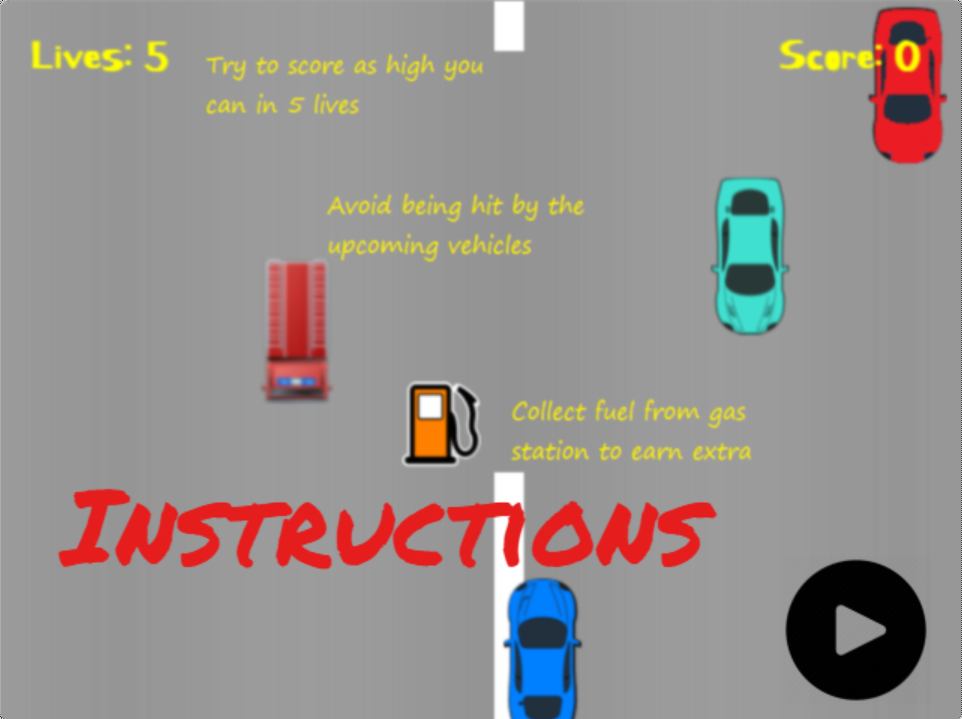 Lives: 5
Score: 0
Try to score as high you
can in 5 lives
Avoid being hit by the
upcoming vehicles
Collect fuel from gas
station to earn extra
INSTRUCTIONS